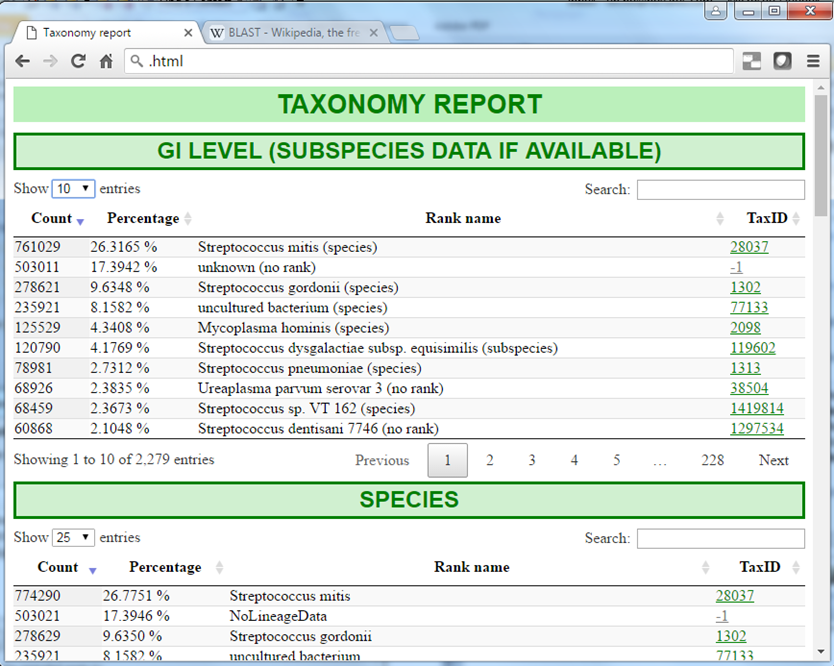 Taxonomy report
BLAST - Wikipedia, the fre
.html
TAXONOMY REPORT
GI LEVEL (SUBSPECIES DATA IF AVAILABLE)
Show 10 entries Search:
Count Percentage Rank name TaxID
761029 26.3165 % Streptococcus mitis (species) 28037
503011 17.3942 % unknown (no rank) -1
278621 9.6348 % Streptococcus gordonii (species) 1302
235921 8.1582 % uncultured bacterium (species) 77133
125529 4.3408 % Mycoplasma hominis (species) 2098
120790 4.1769 % Streptococcus dysgalactiae subsp. equisimilis (subspecies) 119602
78981 2.7312 % Streptococcus pneumoniae (species) 1313
68926 2.3835 % Ureaplasma parvum serovar 3 (no rank) 38504
68459 2.3673 % Streptococcus sp. VT 162 (species) 1419814
60868 2.1048 % Streptococcus dentisani 7746 (no rank) 1297534
Showing 1 to 10 of 2,279 entries Previous 1 2 3 4 5 … 228 Next
SPECIES
Show 25 entries Search:
Count Percentage Rank name TaxID
774290 26.7751 % Streptococcus mitis 28037
503021 17.3946 % NoLineageData -1
278629 9.6350 % Streptococcus gordonii 1302
235921 8.1582 % uncultured bacterium 77133